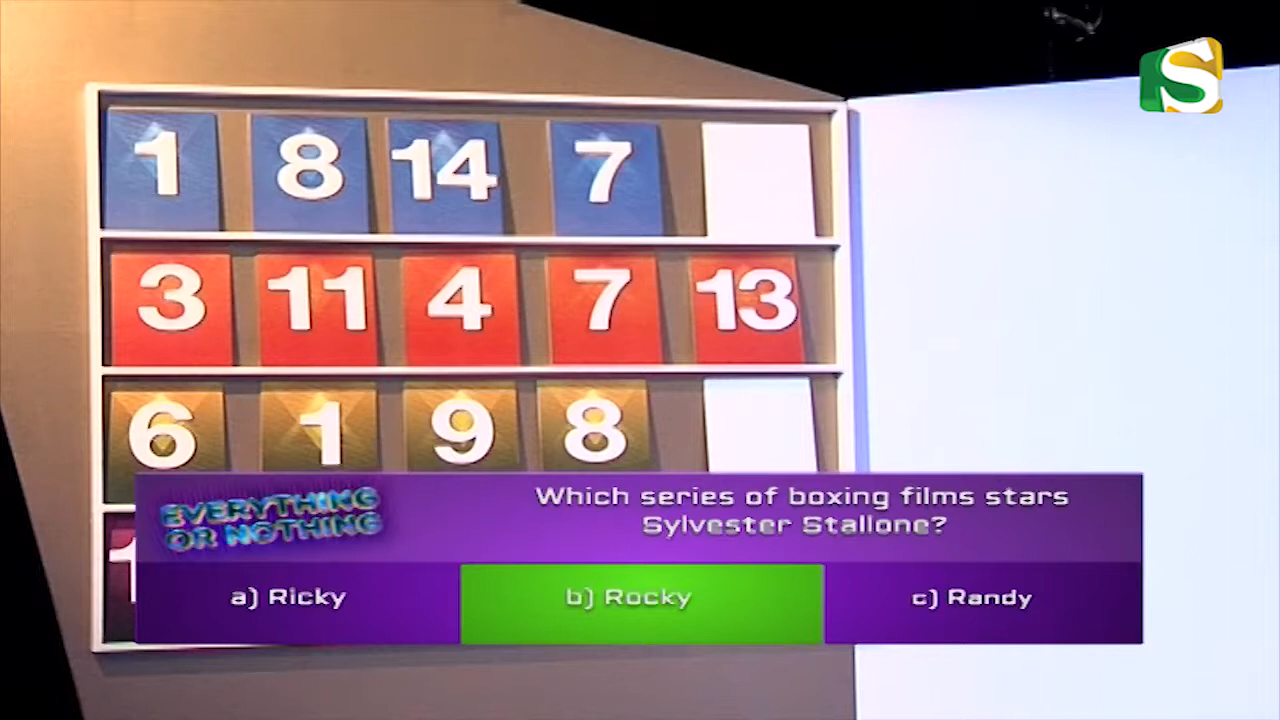 S
1 8 14 7
3 11 4 7 13
6 1 9 8
1
EVERYTHING
OR NOTHING
Which series of boxing films stars
Sylvester Stallone?
a) Ricky
b) Rocky
c) Randy